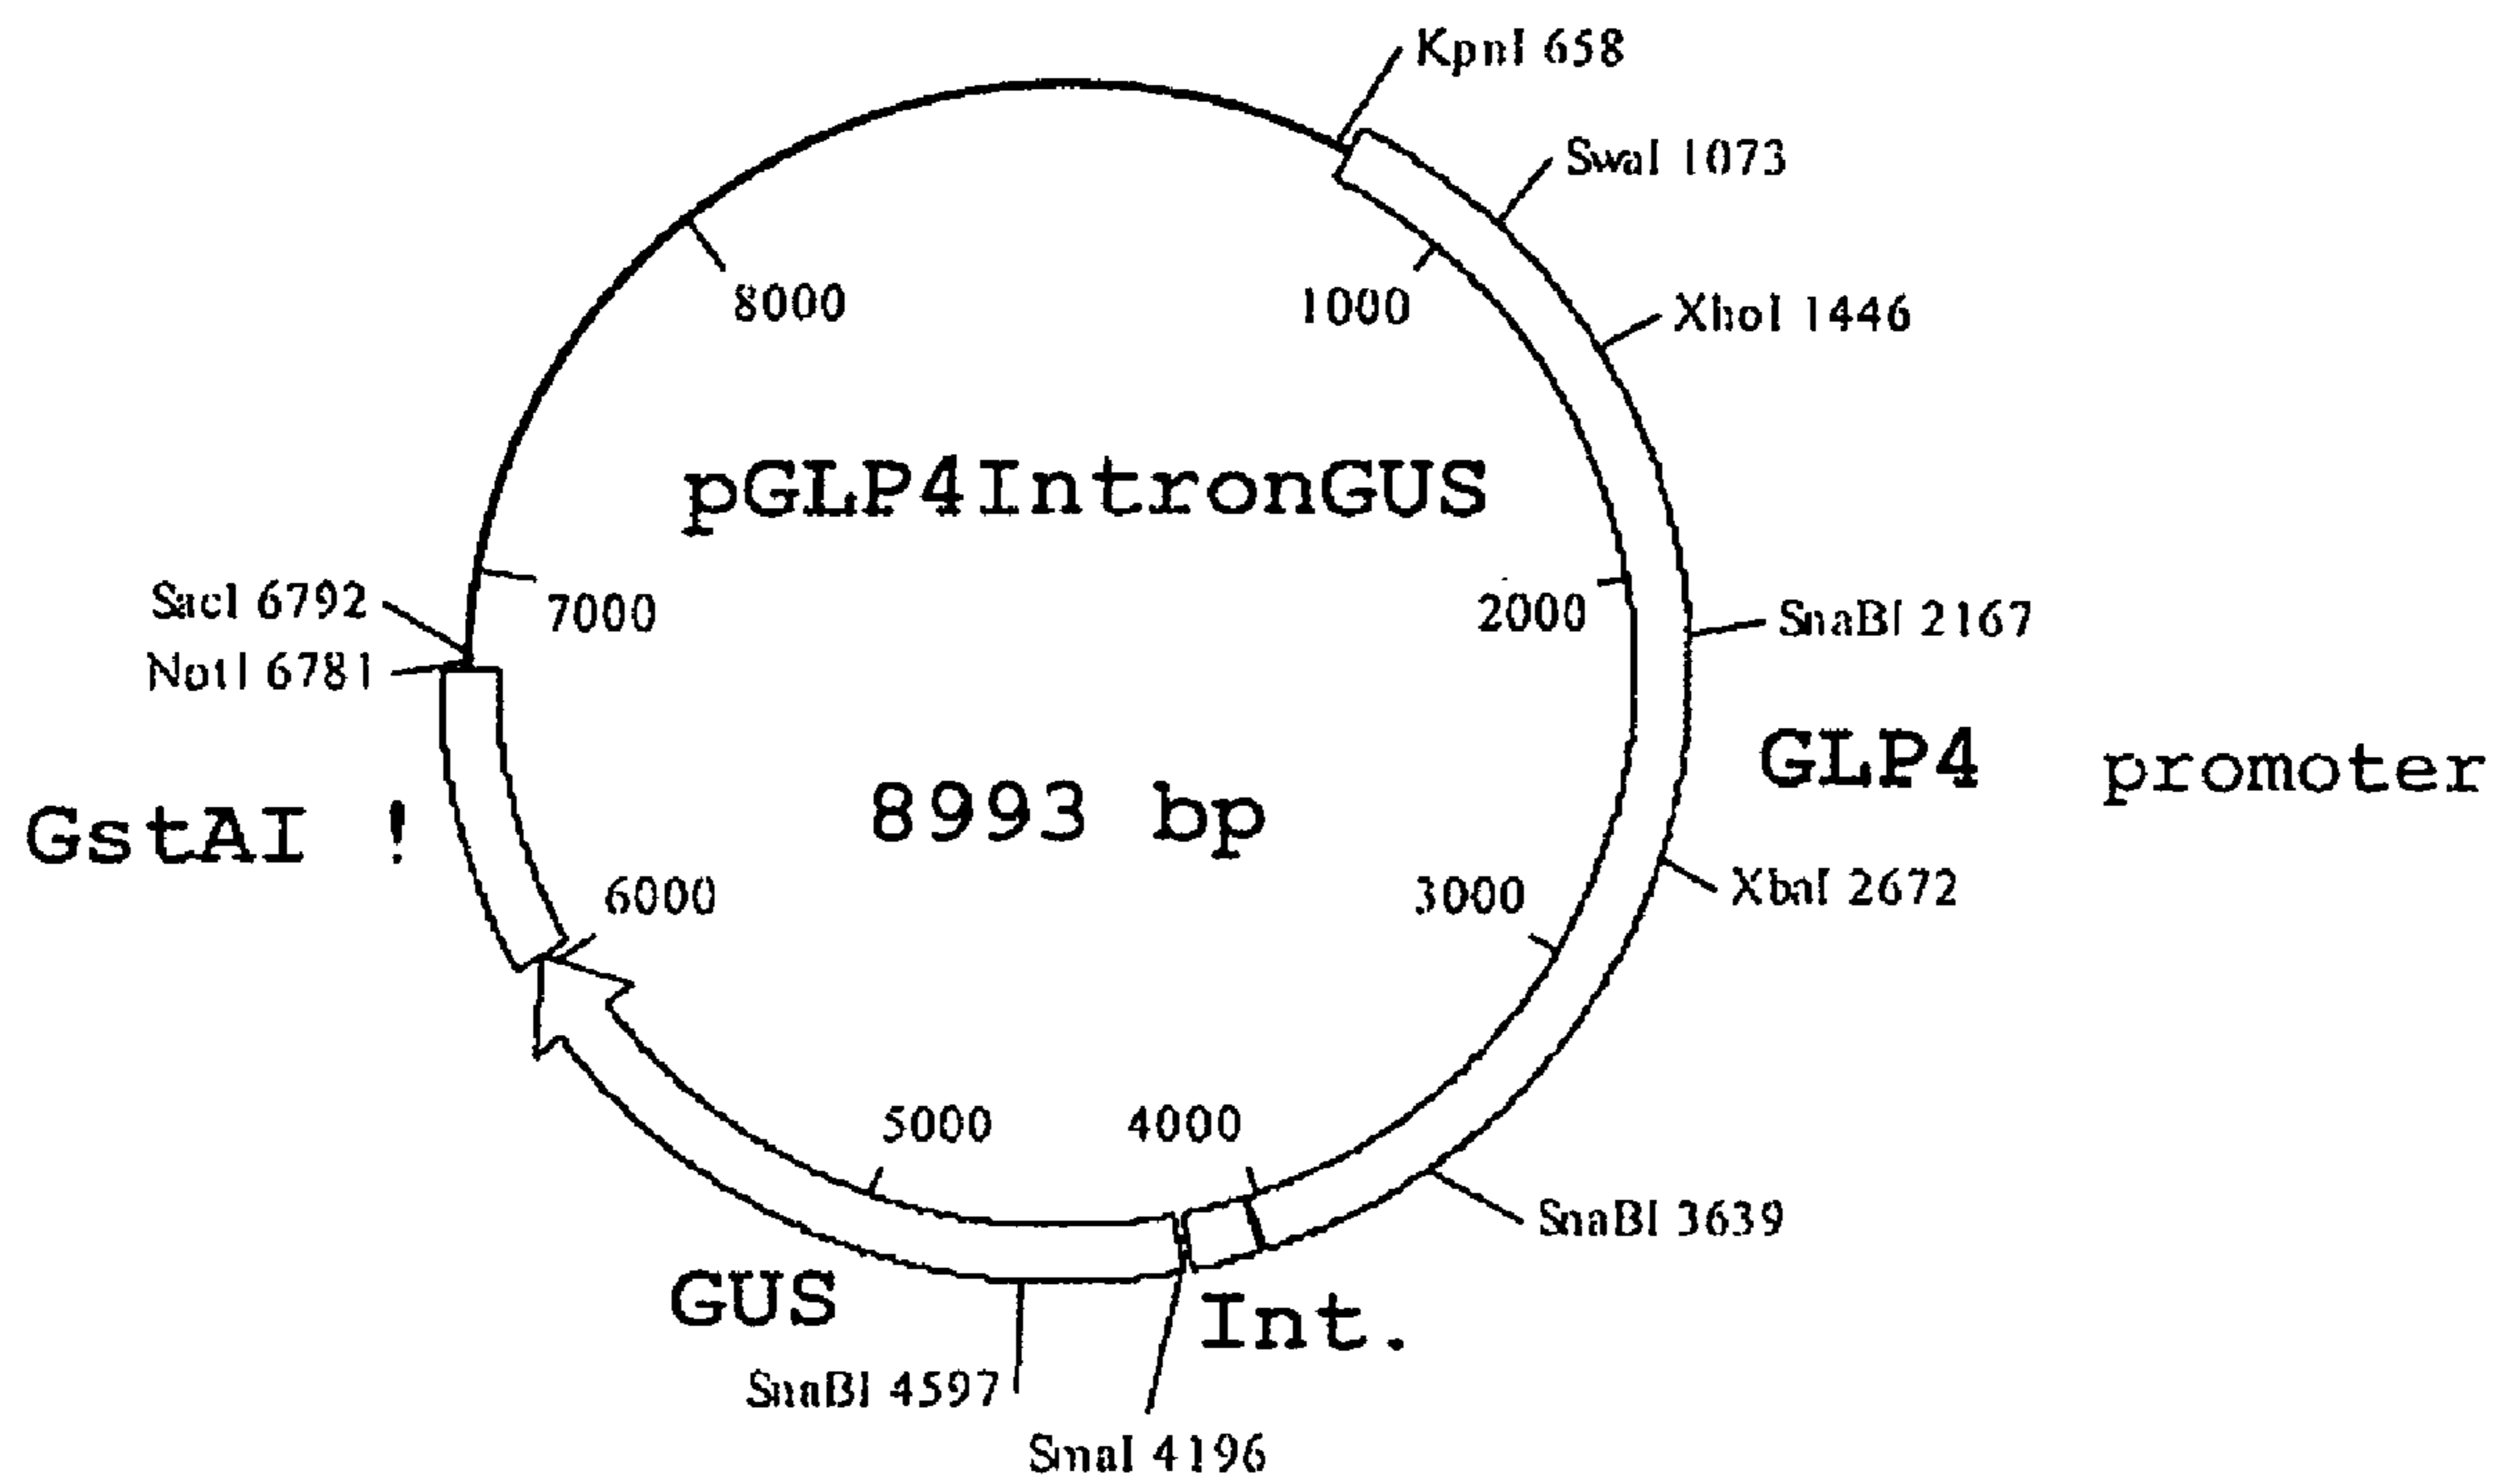 KpnI 658
SwaI 1073
XhoI 1446
8000
1000
pGLP4IntronGUS
SacI 6792
7000
2000
SnaBI 2167
NotI 6781
GLP4 promoter
8993 bp
GstAI !
6000
3000
XbaI 2672
5000
4000
SnaBI 3639
GUS
Int.
SnaBI 4597
SmaI 4196